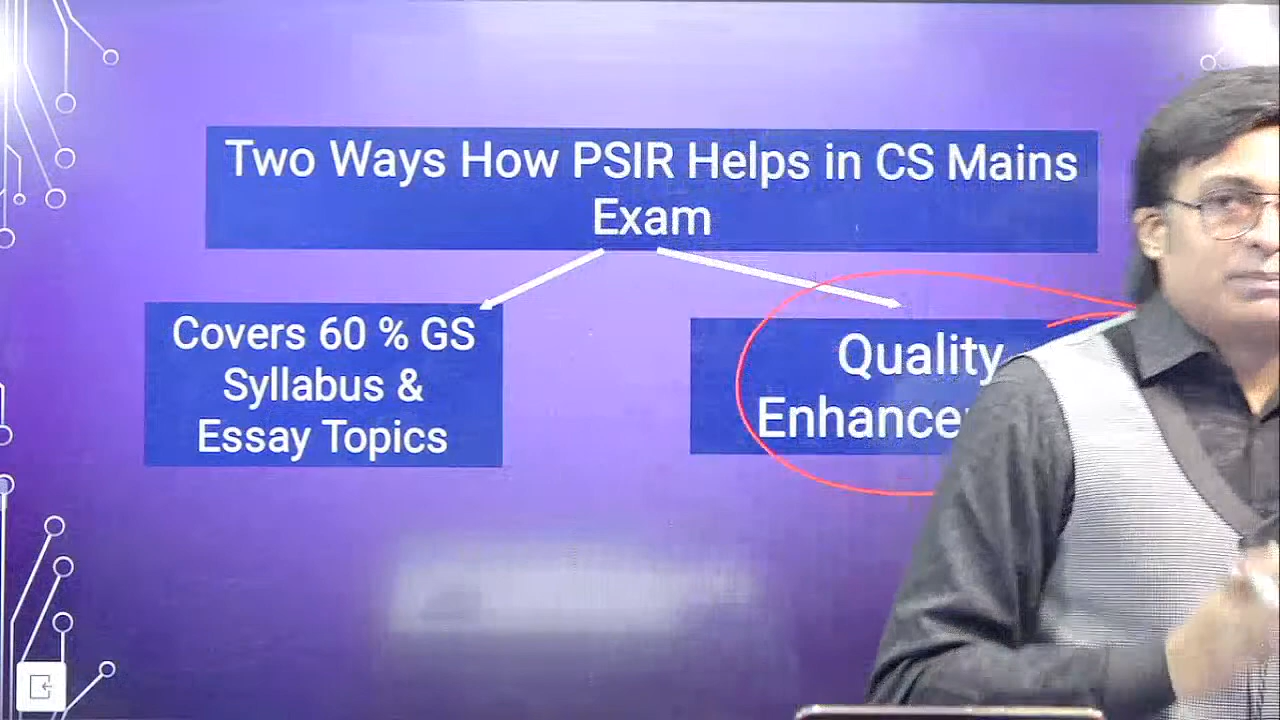 Two Ways How PSIR Helps in CS Mains
Exam
Covers 60 % GS
Syllabus &
Essay Topics
Quality